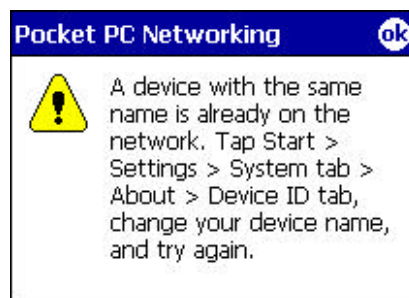 Pocket PC Networking ok
A device with the same
name is already on the
network. Tap Start >
Settings > System tab >
About > Device ID tab,
change your device name,
and try again.